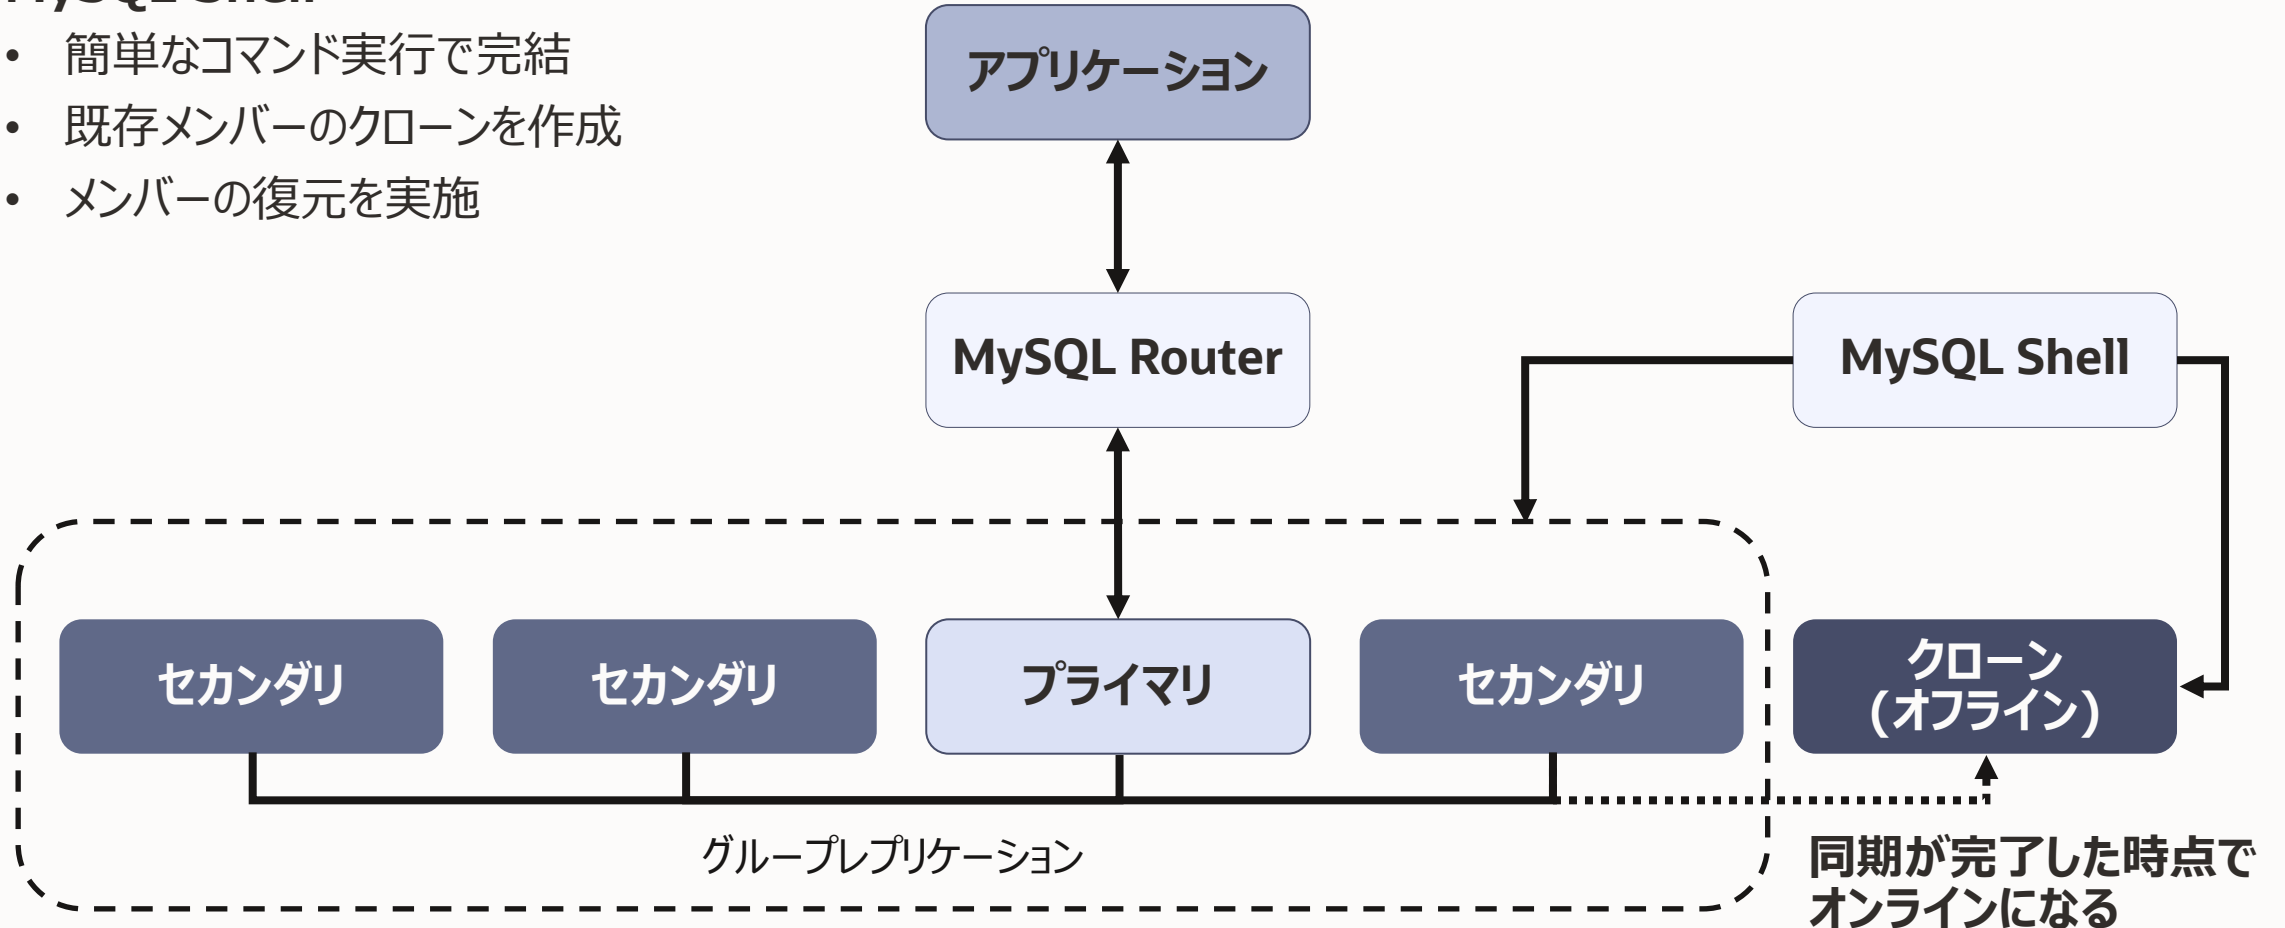 MySQL Shell
• 簡単なコマンド実行で完結
• 既存メンバーのクローンを作成
• メンバーの復元を実施
アプリケーション
MySQL Router
MySQL Shell
セカンダリ
セカンダリ
プライマリ
セカンダリ
クローン
(オフライン)
グループレプリケーション
同期が完了した時点で
オンラインになる